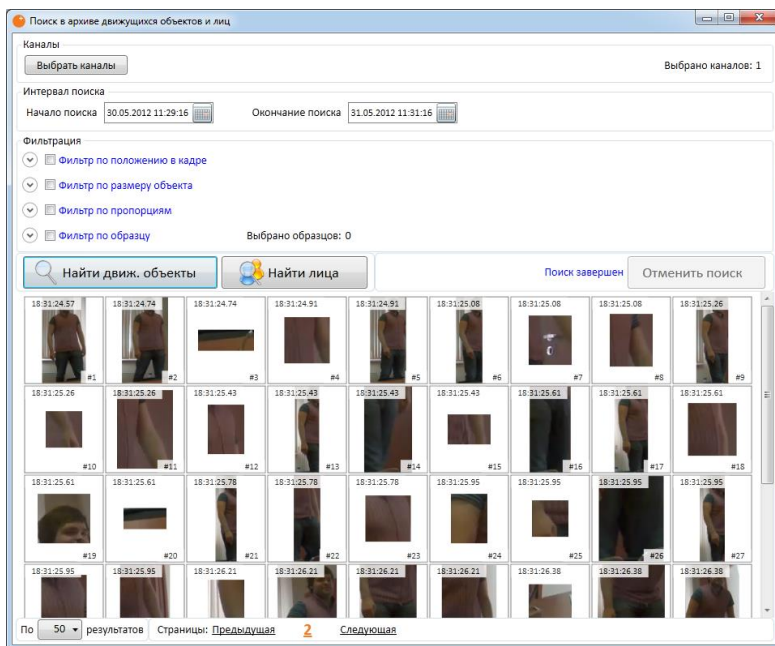 Поиск в архиве движущихся объектов и лиц
Каналы
Выбрать каналы Выбрано каналов: 1
Интервал поиска
Начало поиска 30.05.2012 11:29:16 Окончание поиска 31.05.2012 11:31:16
Фильтрация
Фильтр по положению в кадре
Фильтр по размеру объекта
Фильтр по пропорциям
Фильтр по образцу Выбрано образцов: 0
Найти движ. объекты Найти лица Поиск завершен Отменить поиск
18:31:24.57 18:31:24.74 18:31:24.74 18:31:24.91 18:31:24.91 18:31:25.08 18:31:25.08 18:31:25.08 18:31:25.26
#1 #2 #3 #4 #5 #6 #7 #8 #9
18:31:25.26 18:31:25.26 18:31:25.43 18:31:25.43 18:31:25.43 18:31:25.43 18:31:25.61 18:31:25.61 18:31:25.61
#10 #11 #12 #13 #14 #15 #16 #17 #18
18:31:25.61 18:31:25.61 18:31:25.78 18:31:25.78 18:31:25.78 18:31:25.95 18:31:25.95 18:31:25.95 18:31:25.95
#19 #20 #21 #22 #23 #24 #25 #26 #27
18:31:25.95 18:31:25.95 18:31:26.21 18:31:26.21 18:31:26.21 18:31:26.21 18:31:26.38 18:31:26.38 18:31:26.38
По 50 результатов Страницы: Предыдущая 2 Следующая